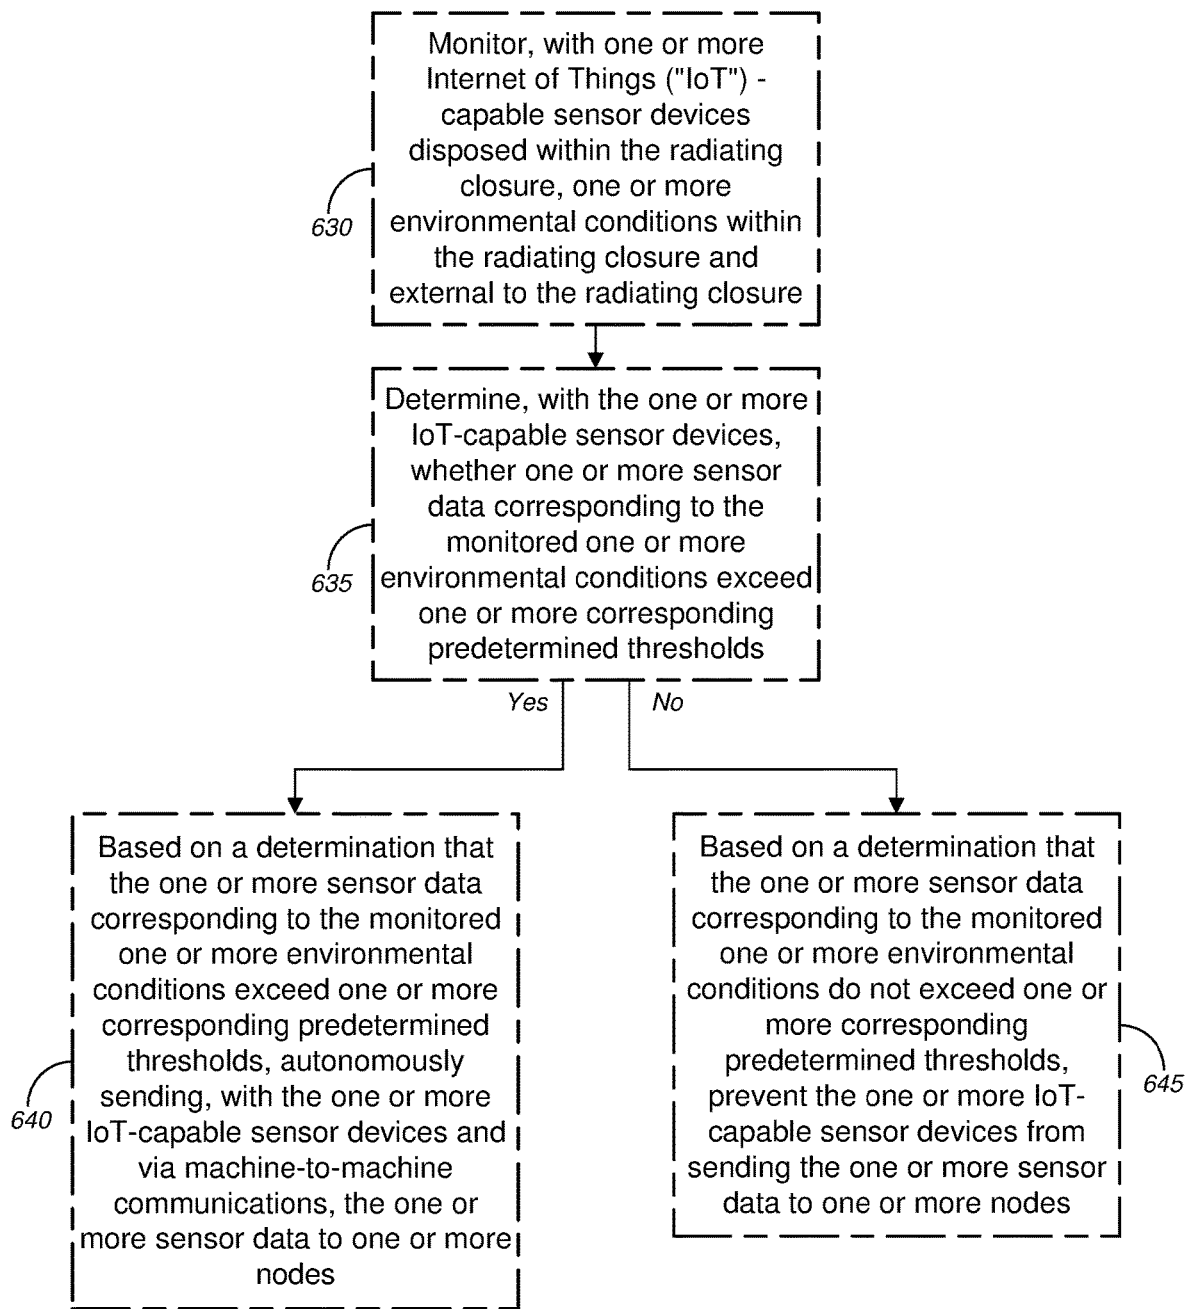 Monitor, with one or more
Internet of Things ("IoT") -
capable sensor devices
disposed within the radiating
closure, one or more
environmental conditions within
the radiating closure and
external to the radiating closure
630
Determine, with the one or more
IoT-capable sensor devices,
whether one or more sensor
data corresponding to the
monitored one or more
environmental conditions exceed
one or more corresponding
predetermined thresholds
635
Yes
No
Based on a determination that
the one or more sensor data
corresponding to the monitored
one or more environmental
conditions exceed one or more
corresponding predetermined
thresholds, autonomously
sending, with the one or more
IoT-capable sensor devices and
via machine-to-machine
communications, the one or
more sensor data to one or more
nodes
640
Based on a determination that
the one or more sensor data
corresponding to the monitored
one or more environmental
conditions do not exceed one or
more corresponding
predetermined thresholds,
prevent the one or more IoT-
capable sensor devices from
sending the one or more sensor
data to one or more nodes
645